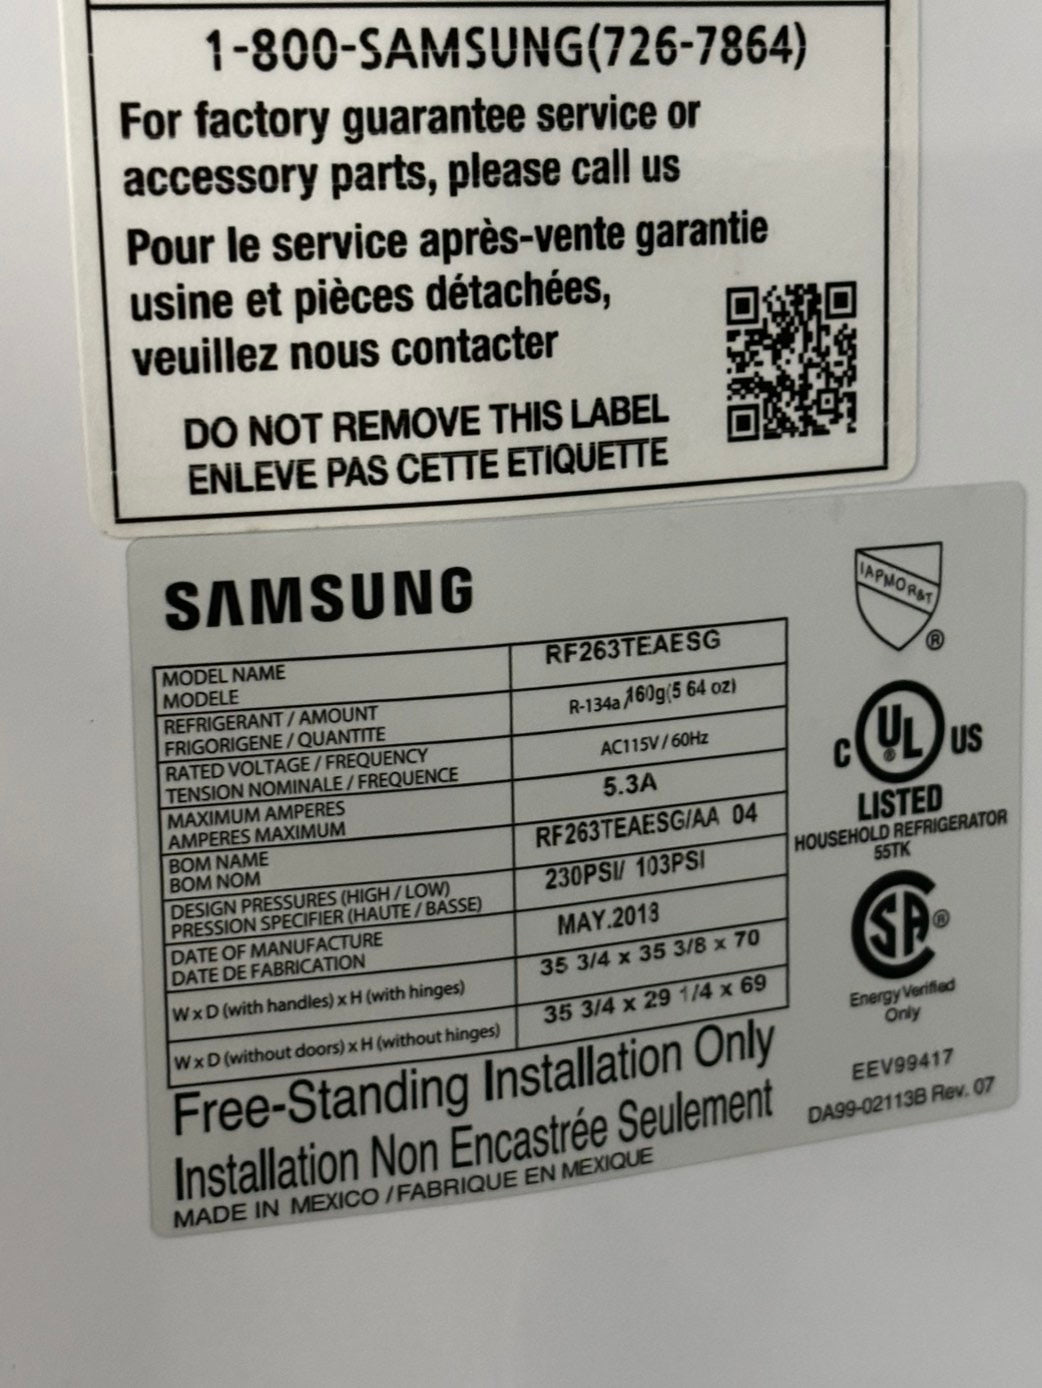 1-800-SAMSUNG(726-7864)
For factory guarantee service or
accessory parts, please call us
Pour le service après-vente garantie
usine et pièces détachées,
veuillez nous contacter
DO NOT REMOVE THIS LABEL
ENLEVE PAS CETTE ETIQUETTE
SAMSUNG
MODEL NAME
MODELE
RF263TEAESG
REFRIGERANT / AMOUNT
FRIGORIGENE / QUANTITE
R-134a / 160g(5 64 oz)
RATED VOLTAGE / FREQUENCY
TENSION NOMINALE / FREQUENCE
AC115V / 60Hz
MAXIMUM AMPERES
AMPERES MAXIMUM
5.3A
BOM NAME
BOM NOM
RF263TEAESG/AA 04
DESIGN PRESSURES (HIGH / LOW)
PRESSION SPECIFIER (HAUTE / BASSE)
230PSI/ 103PSI
DATE OF MANUFACTURE
DATE DE FABRICATION
MAY.2018
W x D (with handles) x H (with hinges)
35 3/4 x 35 3/8 x 70
W x D (without doors) x H (without hinges)
35 3/4 x 29 1/4 x 69
Free-Standing Installation Only
Installation Non Encastrée Seulement
MADE IN MEXICO / FABRIQUE EN MEXIQUE
IAPMO R&T
®
C UL ® US
LISTED
HOUSEHOLD REFRIGERATOR
55TK
SA ®
Energy Verified
Only
EEV99417
DA99-02113B Rev. 07